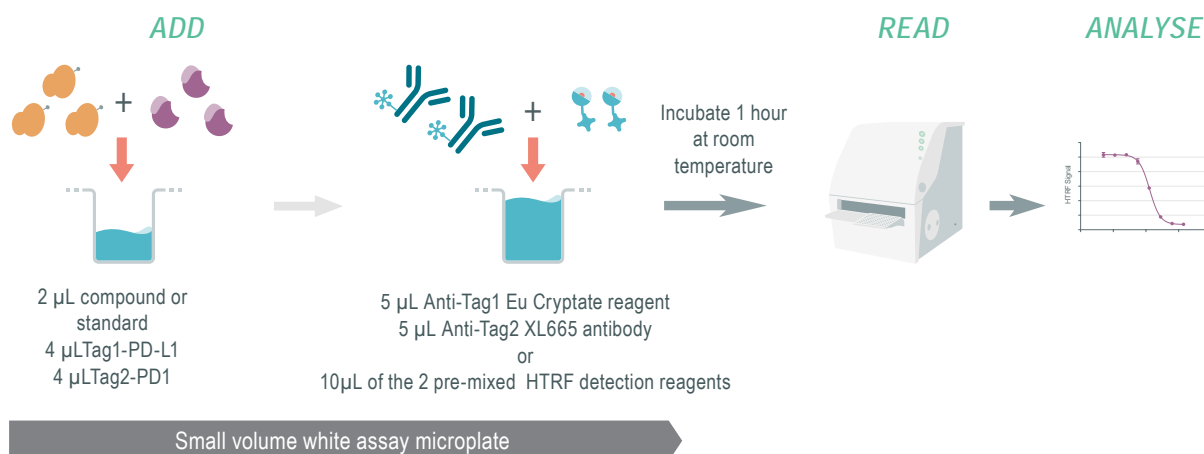 ADD
READ
ANALYSE
+
+
Incubate 1 hour
at room
temperature
HTRF Signal
2 µL compound or
standard
4 µLTag1-PD-L1
4 µLTag2-PD1
5 µL Anti-Tag1 Eu Cryptate reagent
5 µL Anti-Tag2 XL665 antibody
or
10µL of the 2 pre-mixed HTRF detection reagents
Small volume white assay microplate